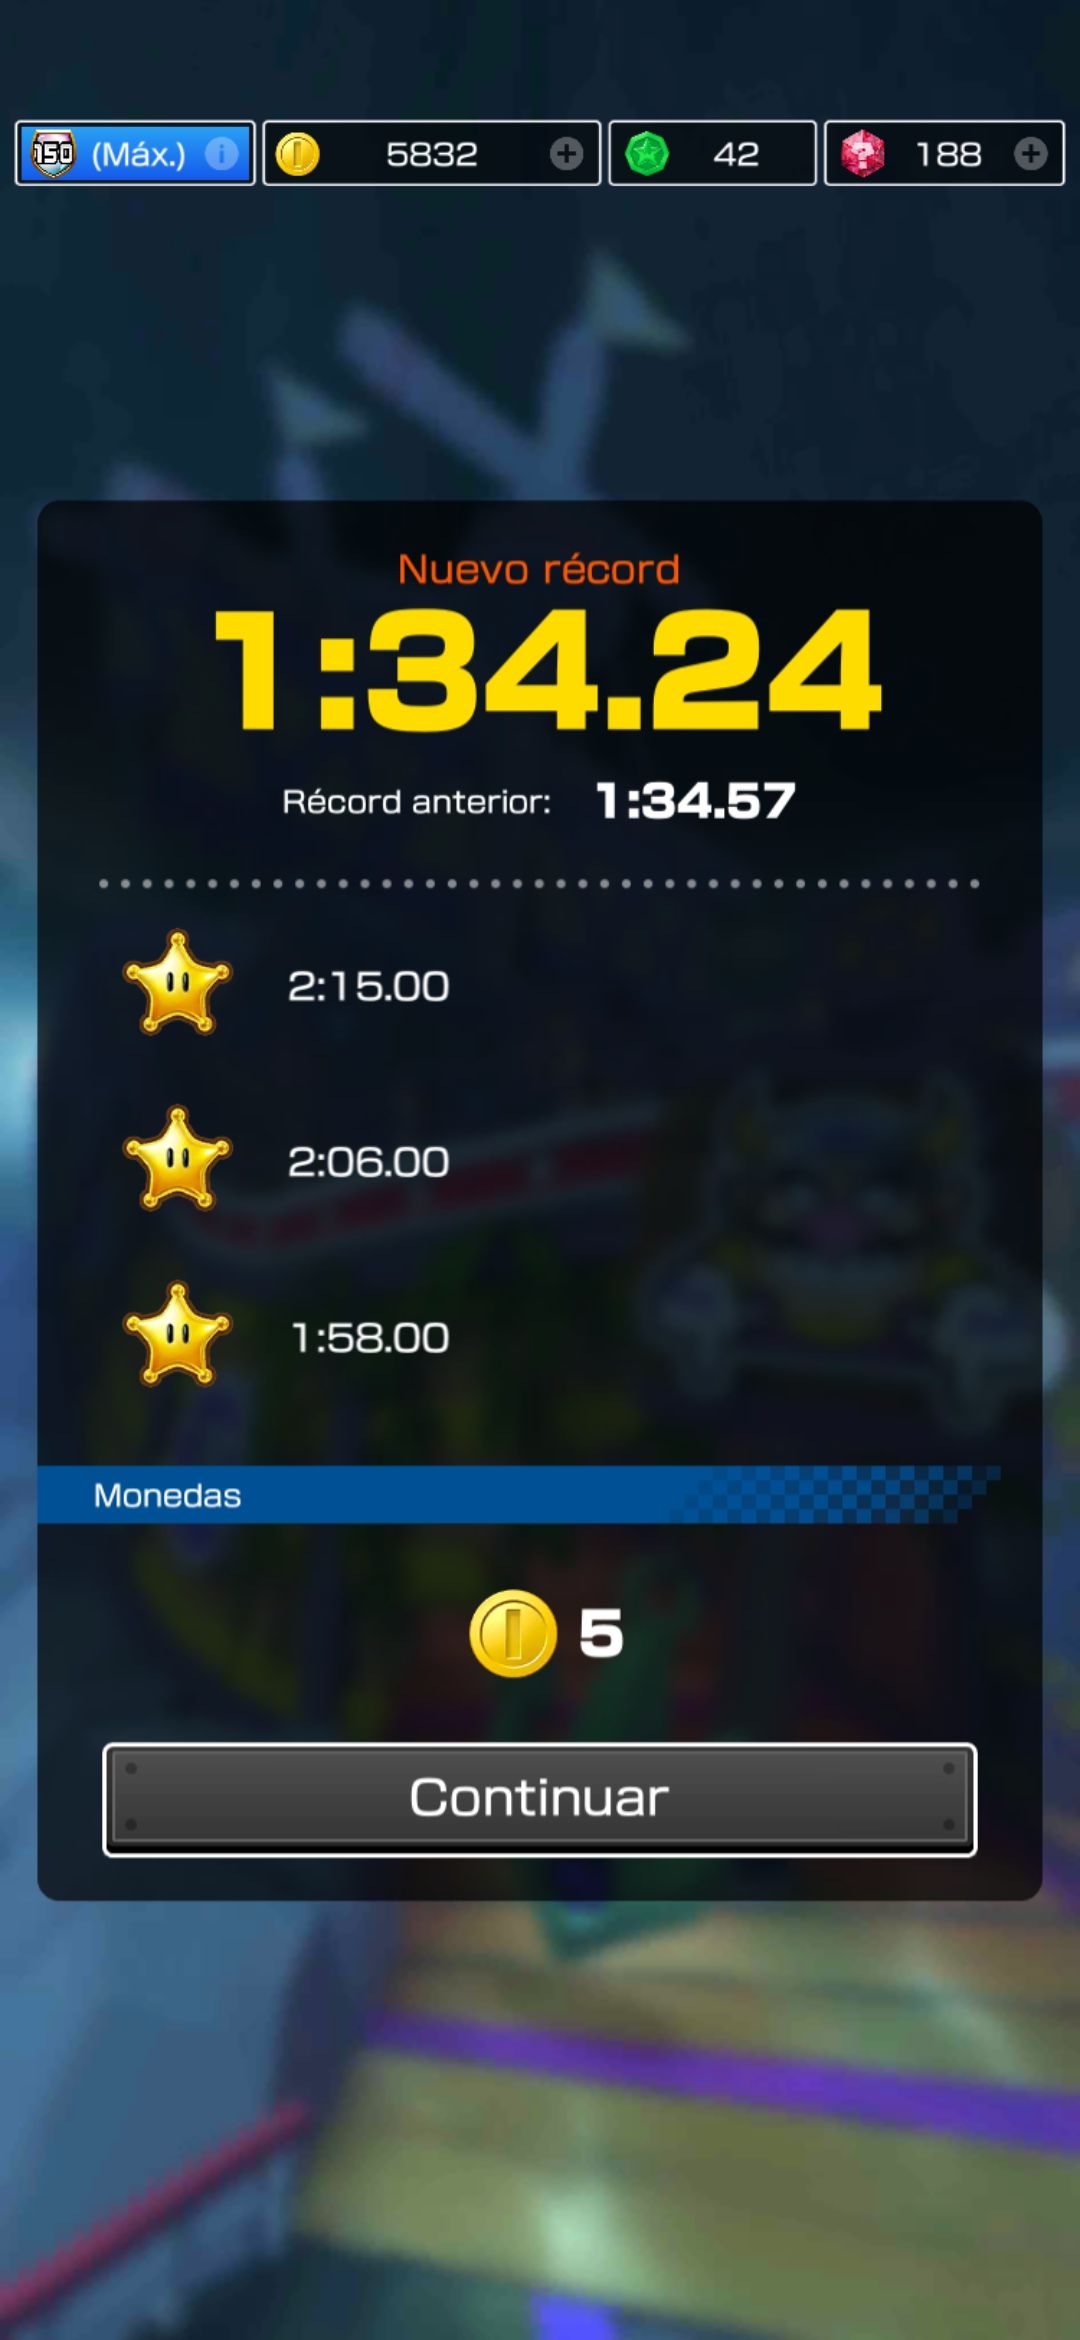 150 (Máx.) i 5832 + 42 ? 188 +
Nuevo récord
1:34.24
Récord anterior: 1:34.57
2:15.00
2:06.00
1:58.00
Monedas
5
Continuar